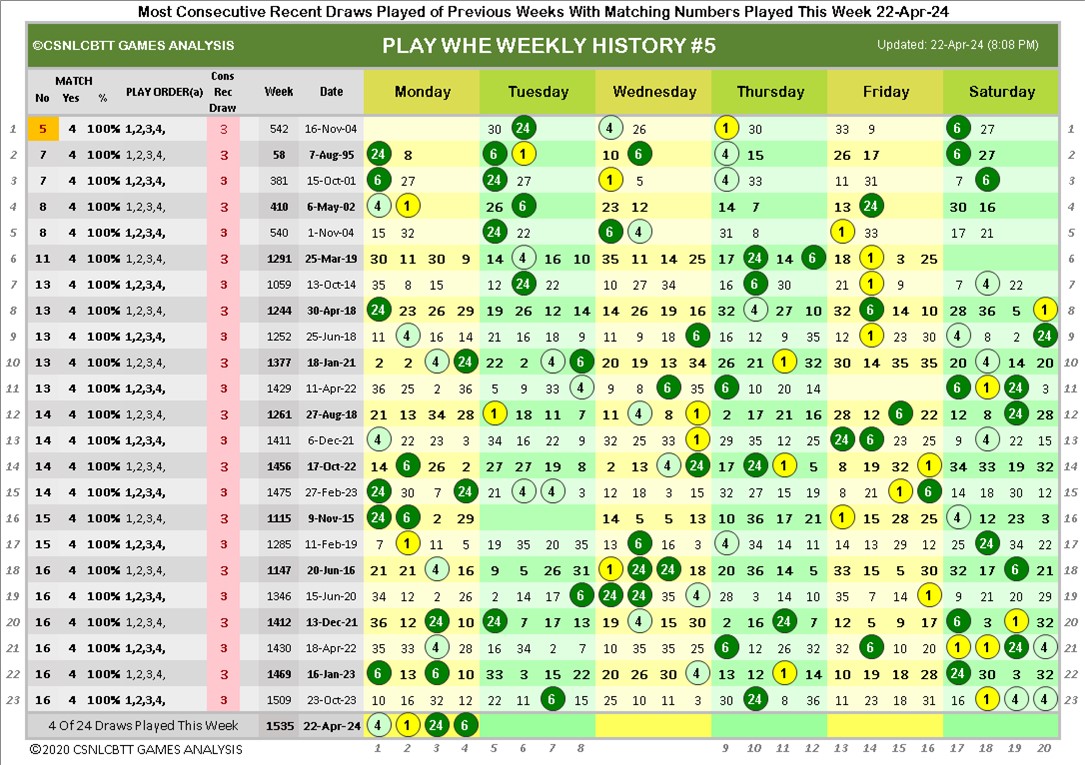 Most Consecutive Recent Draws Played of Previous Weeks With Matching Numbers Played This Week 22-Apr-24
©CSNLCBTT GAMES ANALYSIS PLAY WHE WEEKLY HISTORY #5 Updated: 22-Apr-24 (8:08 PM)
No MATCH Yes % PLAY ORDER(a) Cons Rec Draw Week Date Monday Tuesday Wednesday Thursday Friday Saturday
1 5 4 100% 1,2,3,4, 3 542 16-Nov-04 30 24 4 26 1 30 33 9 6 27 1
2 7 4 100% 1,2,3,4, 3 58 7-Aug-95 24 8 6 1 10 6 4 15 26 17 6 27 2
3 7 4 100% 1,2,3,4, 3 381 15-Oct-01 6 27 24 27 1 5 4 33 11 31 7 6 3
4 8 4 100% 1,2,3,4, 3 410 6-May-02 4 1 26 6 23 12 14 7 13 24 30 16 4
5 8 4 100% 1,2,3,4, 3 540 1-Nov-04 15 32 24 22 6 4 31 8 1 33 17 21 5
6 11 4 100% 1,2,3,4, 3 1291 25-Mar-19 30 11 30 9 14 4 16 10 35 11 14 25 17 24 14 6 18 1 3 25 6
7 13 4 100% 1,2,3,4, 3 1059 13-Oct-14 35 8 15 12 24 22 10 27 34 16 6 30 21 1 9 7 4 22 7
8 13 4 100% 1,2,3,4, 3 1244 30-Apr-18 24 23 26 29 19 26 12 14 14 26 19 16 32 4 27 10 32 6 14 10 28 36 5 1 8
9 13 4 100% 1,2,3,4, 3 1252 25-Jun-18 11 4 16 14 21 16 18 9 11 9 18 6 16 12 9 35 12 1 23 30 4 8 2 24 9
10 13 4 100% 1,2,3,4, 3 1377 18-Jan-21 2 2 4 24 22 2 4 6 20 19 13 34 26 21 1 32 30 14 35 35 20 4 14 20 10
11 13 4 100% 1,2,3,4, 3 1429 11-Apr-22 36 25 2 36 5 9 33 4 9 8 6 35 6 10 20 14 6 1 24 3 11
12 14 4 100% 1,2,3,4, 3 1261 27-Aug-18 21 13 34 28 1 18 11 7 11 4 8 1 2 17 21 16 28 12 6 22 12 8 24 28 12
13 14 4 100% 1,2,3,4, 3 1411 6-Dec-21 4 22 23 3 34 16 22 9 32 25 33 1 29 35 12 25 24 6 23 25 9 4 22 15 13
14 14 4 100% 1,2,3,4, 3 1456 17-Oct-22 14 6 26 2 27 27 19 8 2 13 4 24 17 24 1 5 8 19 32 1 34 33 19 32 14
15 14 4 100% 1,2,3,4, 3 1475 27-Feb-23 24 30 7 24 21 4 4 3 12 18 3 15 32 27 15 19 8 21 1 6 14 18 30 12 15
16 15 4 100% 1,2,3,4, 3 1115 9-Nov-15 24 6 2 29 14 5 5 13 10 36 17 21 1 15 28 25 4 12 23 3 16
17 15 4 100% 1,2,3,4, 3 1285 11-Feb-19 7 1 11 5 19 35 20 35 13 6 16 3 4 34 14 11 14 13 29 12 25 24 34 22 17
18 16 4 100% 1,2,3,4, 3 1147 20-Jun-16 21 21 4 16 9 5 26 31 1 24 24 18 20 36 14 5 33 15 5 30 32 17 6 21 18
19 16 4 100% 1,2,3,4, 3 1346 15-Jun-20 34 12 2 26 2 14 17 6 24 24 35 4 28 3 14 10 35 7 14 1 9 21 20 29 19
20 16 4 100% 1,2,3,4, 3 1412 13-Dec-21 36 12 24 10 24 7 17 13 19 4 15 30 2 16 24 7 12 5 9 17 6 3 1 32 20
21 16 4 100% 1,2,3,4, 3 1430 18-Apr-22 35 33 4 28 16 34 2 7 10 35 35 25 6 12 26 32 32 6 10 20 1 1 24 4 21
22 16 4 100% 1,2,3,4, 3 1469 16-Jan-23 6 13 6 10 33 3 15 22 20 26 30 4 13 12 1 14 10 19 18 28 24 30 3 32 22
23 16 4 100% 1,2,3,4, 3 1509 23-Oct-23 10 16 32 12 11 27 6 15 25 10 11 3 30 24 8 36 11 23 18 34 16 1 4 4 23
4 Of 24 Draws Played This Week 1535 22-Apr-24 4 1 24 6
©2020 CSNLCBTT GAMES ANALYSIS 1 2 3 4 5 6 7 8 9 10 11 12 13 14 15 16 17 18 19 20